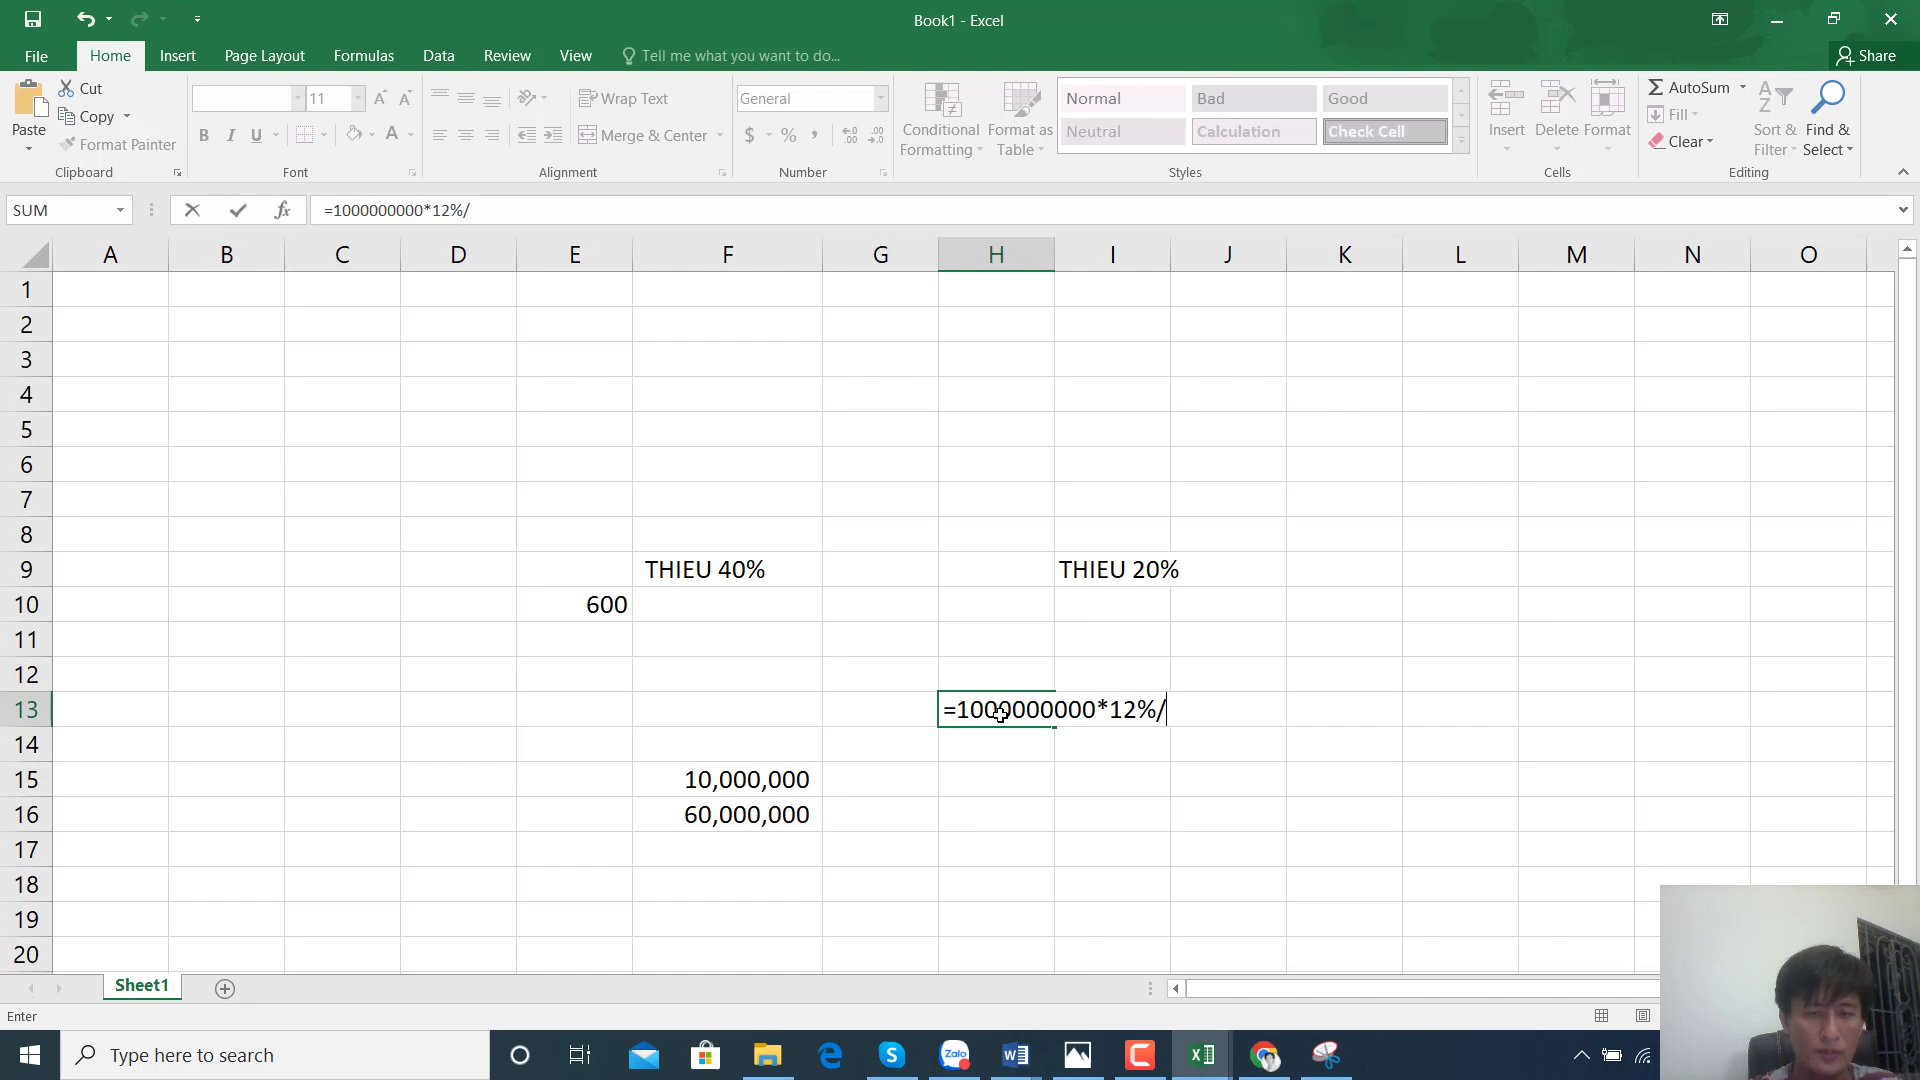 Book1 - Excel
File Home Insert Page Layout Formulas Data Review View Tell me what you want to do... Share
Paste
Cut
Copy
Format Painter
Clipboard
11
B I U A
Font
Wrap Text
Merge & Center
Alignment
General
$ % ,
Number
Conditional Formatting
Format as Table
Normal Bad Good
Neutral Calculation Check Cell
Styles
Insert Delete Format
Cells
AutoSum
Fill
Clear
Sort & Filter
Find & Select
Editing
SUM fx =1000000000*12%/
A B C D E F G H I J K L M N O
1
2
3
4
5
6
7
8
9 THIEU 40% THIEU 20%
10 600
11
12
13 =1000000000*12%/
14
15 10,000,000
16 60,000,000
17
18
19
20
Sheet1
Enter
Type here to search
Zalo